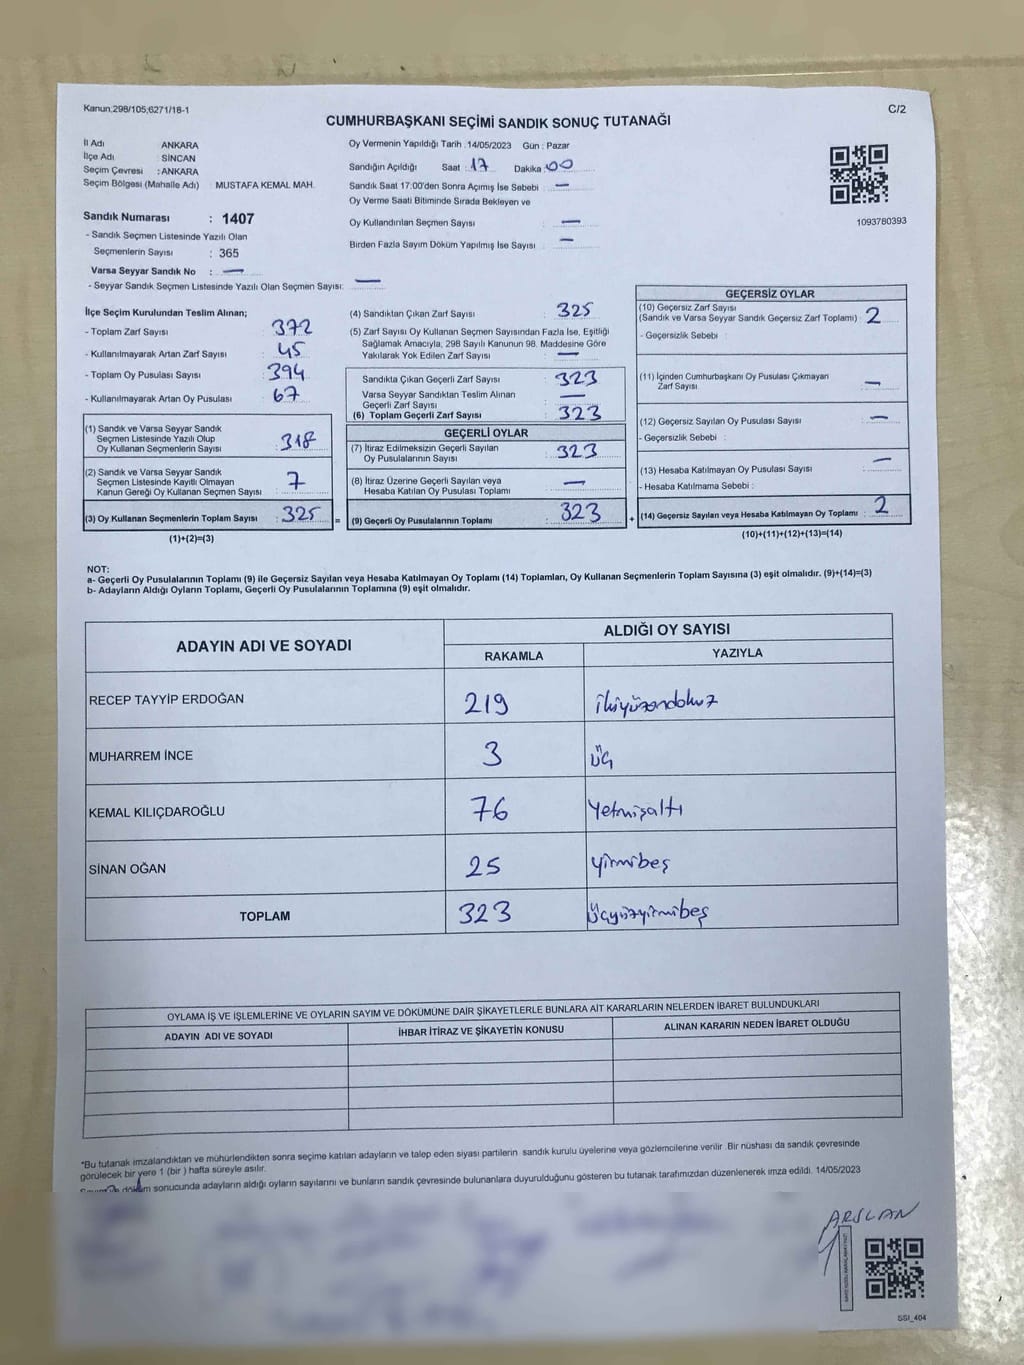 Kanun;298/105;6271/18-1
C/2
CUMHURBAŞKANI SEÇİMİ SANDIK SONUÇ TUTANAĞI
İl Adı ANKARA
İlçe Adı : SİNCAN
Seçim Çevresi : ANKARA
Seçim Bölgesi (Mahalle Adı) : MUSTAFA KEMAL MAH.
Sandık Numarası : 1407
- Sandık Seçmen Listesinde Yazılı Olan
Seçmenlerin Sayısı : 365
Varsa Seyyar Sandık No : —
- Seyyar Sandık Seçmen Listesinde Yazılı Olan Seçmen Sayısı: —
Oy Vermenin Yapıldığı Tarih : 14/05/2023 Gün : Pazar
Sandığın Açıldığı Saat : 17 Dakika : 00
Sandık Saat 17:00'den Sonra Açımış İse Sebebi : —
Oy Verme Saati Bitiminde Sırada Bekleyen ve
Oy Kullandırılan Seçmen Sayısı : —
Birden Fazla Sayım Döküm Yapılmış İse Sayısı : —
1093780393
İlçe Seçim Kurulundan Teslim Alınan;
- Toplam Zarf Sayısı : 372
- Kullanılmayarak Artan Zarf Sayısı : 45
- Toplam Oy Pusulası Sayısı : 394
- Kullanılmayarak Artan Oy Pusulası : 67
(1) Sandık ve Varsa Seyyar Sandık
Seçmen Listesinde Yazılı Olup
Oy Kullanan Seçmenlerin Sayısı : 318
(2) Sandık ve Varsa Seyyar Sandık
Seçmen Listesinde Kayıtlı Olmayan
Kanun Gereği Oy Kullanan Seçmen Sayısı : 7
(3) Oy Kullanan Seçmenlerin Toplam Sayısı : 325
(1)+(2)=(3)
=
(4) Sandıktan Çıkan Zarf Sayısı : 325
(5) Zarf Sayısı Oy Kullanan Seçmen Sayısından Fazla İse, Eşitliği
Sağlamak Amacıyla, 298 Sayılı Kanunun 98. Maddesine Göre
Yakılarak Yok Edilen Zarf Sayısı : —
Sandıkta Çıkan Geçerli Zarf Sayısı : 323
Varsa Seyyar Sandıktan Teslim Alınan
Geçerli Zarf Sayısı : —
(6) Toplam Geçerli Zarf Sayısı : 323
GEÇERLİ OYLAR
(7) İtiraz Edilmeksizin Geçerli Sayılan
Oy Pusulalarının Sayısı : 323
(8) İtiraz Üzerine Geçerli Sayılan veya
Hesaba Katılan Oy Pusulası Toplamı : —
(9) Geçerli Oy Pusulalarının Toplamı : 323
+
GEÇERSİZ OYLAR
(10) Geçersiz Zarf Sayısı
(Sandık ve Varsa Seyyar Sandık Geçersiz Zarf Toplamı) : 2
- Geçersizlik Sebebi :
(11) İçinden Cumhurbaşkanı Oy Pusulası Çıkmayan
Zarf Sayısı : —
(12) Geçersiz Sayılan Oy Pusulası Sayısı : —
- Geçersizlik Sebebi :
(13) Hesaba Katılmayan Oy Pusulası Sayısı : —
- Hesaba Katılmama Sebebi :
(14) Geçersiz Sayılan veya Hesaba Katılmayan Oy Toplamı : 2
(10)+(11)+(12)+(13)=(14)
NOT:
a- Geçerli Oy Pusulalarının Toplamı (9) ile Geçersiz Sayılan veya Hesaba Katılmayan Oy Toplamı (14) Toplamları, Oy Kullanan Seçmenlerin Toplam Sayısına (3) eşit olmalıdır. (9)+(14)=(3)
b- Adayların Aldığı Oyların Toplamı, Geçerli Oy Pusulalarının Toplamına (9) eşit olmalıdır.
ADAYIN ADI VE SOYADI
ALDIĞI OY SAYISI
RAKAMLA YAZIYLA
RECEP TAYYİP ERDOĞAN 219 ikiyüzondokuz
MUHARREM İNCE 3 üç
KEMAL KILIÇDAROĞLU 76 Yetmişaltı
SİNAN OĞAN 25 yirmibeş
TOPLAM 323 Üçyüzyirmibeş
OYLAMA İŞ VE İŞLEMLERİNE VE OYLARIN SAYIM VE DÖKÜMÜNE DAİR ŞİKAYETLERLE BUNLARA AİT KARARLARIN NELERDEN İBARET BULUNDUKLARI
ADAYIN ADI VE SOYADI İHBAR İTİRAZ VE ŞİKAYETİN KONUSU ALINAN KARARIN NEDEN İBARET OLDUĞU
*Bu tutanak imzalandıktan ve mühürlendikten sonra seçime katılan adayların ve talep eden siyasi partilerin sandık kurulu üyelerine veya gözlemcilerine verilir .Bir nüshası da sandık çevresinde
görülecek bir yere 1 (bir ) hafta süreyle asılır.
döküm sonucunda adayların aldığı oyların sayılarını ve bunların sandık çevresinde bulunanlara duyurulduğunu gösteren bu tutanak tarafımızdan düzenlenerek imza edildi. 14/05/2023
ARSLAN
SSI_404